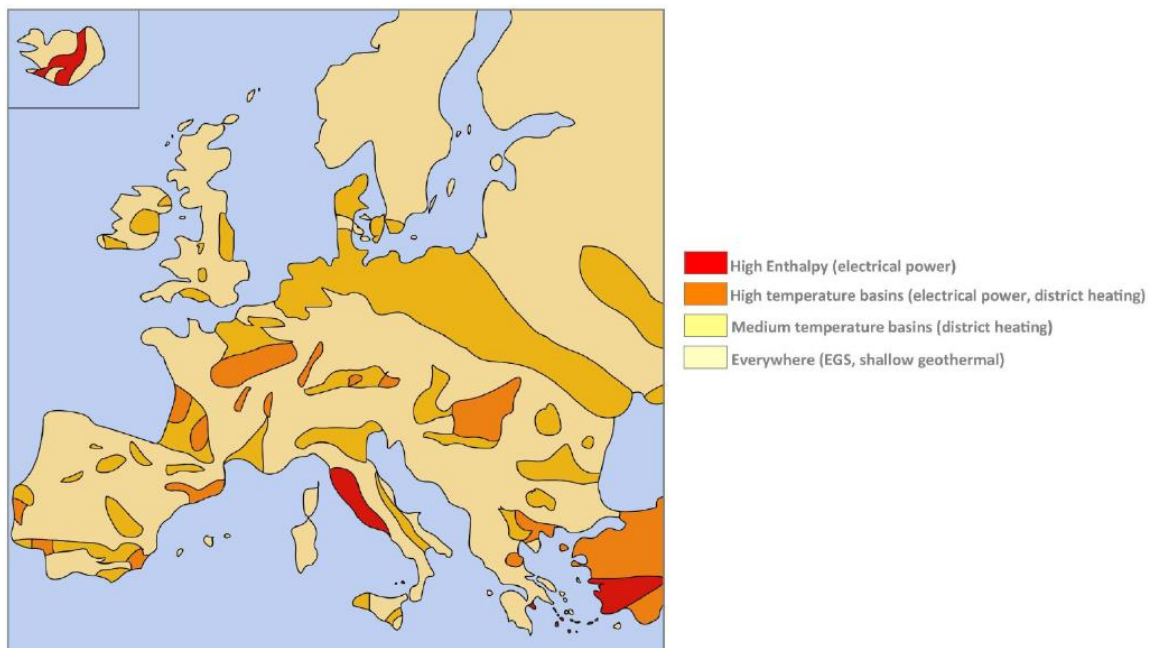 High Enthalpy (electrical power)
High temperature basins (electrical power, district heating)
Medium temperature basins (district heating)
Everywhere (EGS, shallow geothermal)